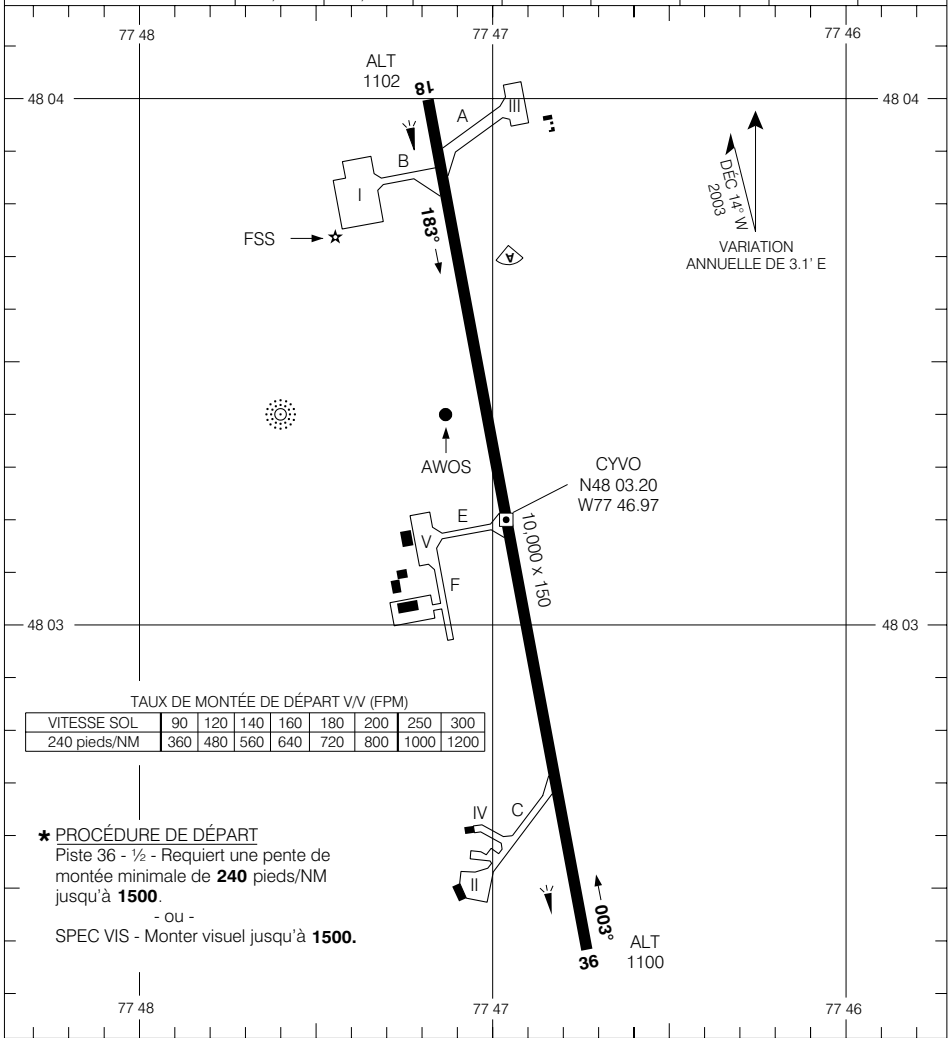 77 48
77 47
77 46
ALT
1102
18
48 04
48 04
A
III
B
I
183°
FSS
A
DÉC 14° W
2003
VARIATION
ANNUELLE DE 3.1' E
AWOS
CYVO
N48 03.20
W77 46.97
E
V
10,000 x 150
F
48 03
48 03
TAUX DE MONTÉE DE DÉPART V/V (FPM)
VITESSE SOL 90 120 140 160 180 200 250 300
240 pieds/NM 360 480 560 640 720 800 1000 1200
IV
C
II
* PROCÉDURE DE DÉPART
Piste 36 - ½ - Requiert une pente de
montée minimale de 240 pieds/NM
jusqu'à 1500.
- ou -
SPEC VIS - Monter visuel jusqu'à 1500.
003°
36
ALT
1100
77 48
77 47
77 46